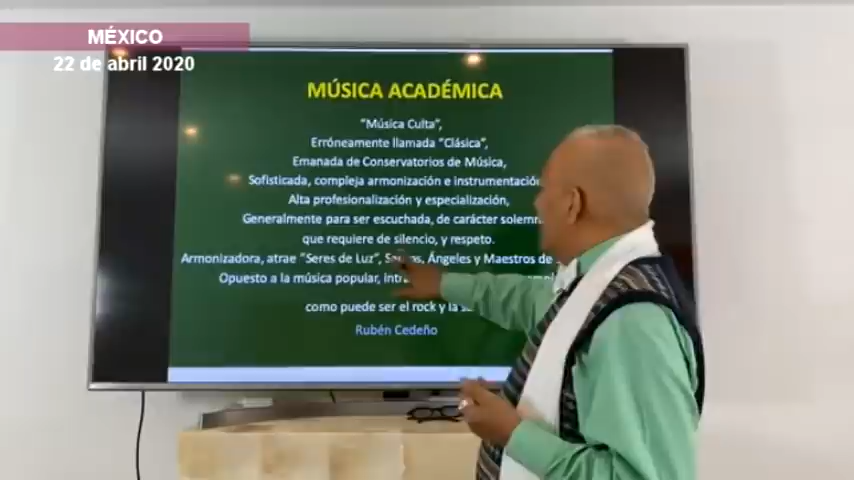 MÉXICO
22 de abril 2020
MÚSICA ACADÉMICA
"Música Culta",
Erróneamente llamada "Clásica",
Emanada de Conservatorios de Música,
Sofisticada, compleja armonización e
Alta profesionalización y especialización,
Generalmente para ser escuchada, de carácter
que requiere de silencio, y respeto.
Armonizadora, atrae "Seres de Luz", Ángeles y Maestros de
Opuesto a la música popular,
como puede ser el rock y la
Rubén Cedeño